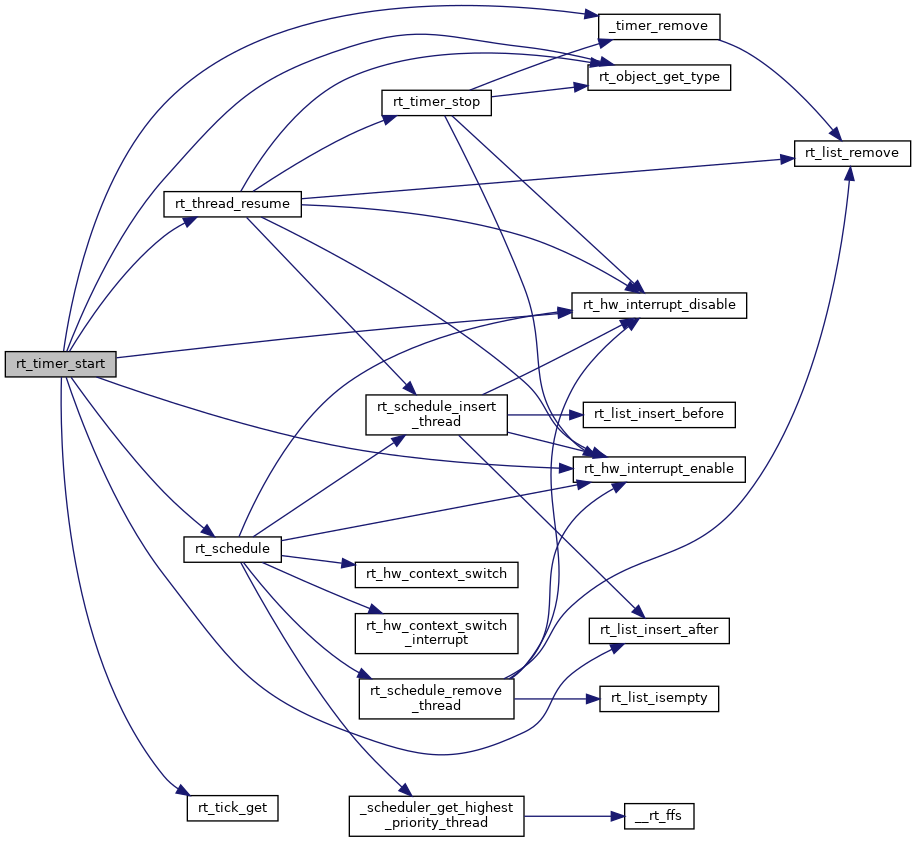 _timer_remove
rt_object_get_type
rt_timer_stop
rt_list_remove
rt_thread_resume
rt_hw_interrupt_disable
rt_timer_start
rt_schedule_insert
_thread
rt_list_insert_before
rt_hw_interrupt_enable
rt_schedule
rt_hw_context_switch
rt_hw_context_switch
_interrupt
rt_list_insert_after
rt_schedule_remove
_thread
rt_list_isempty
rt_tick_get
_scheduler_get_highest
_priority_thread
__rt_ffs